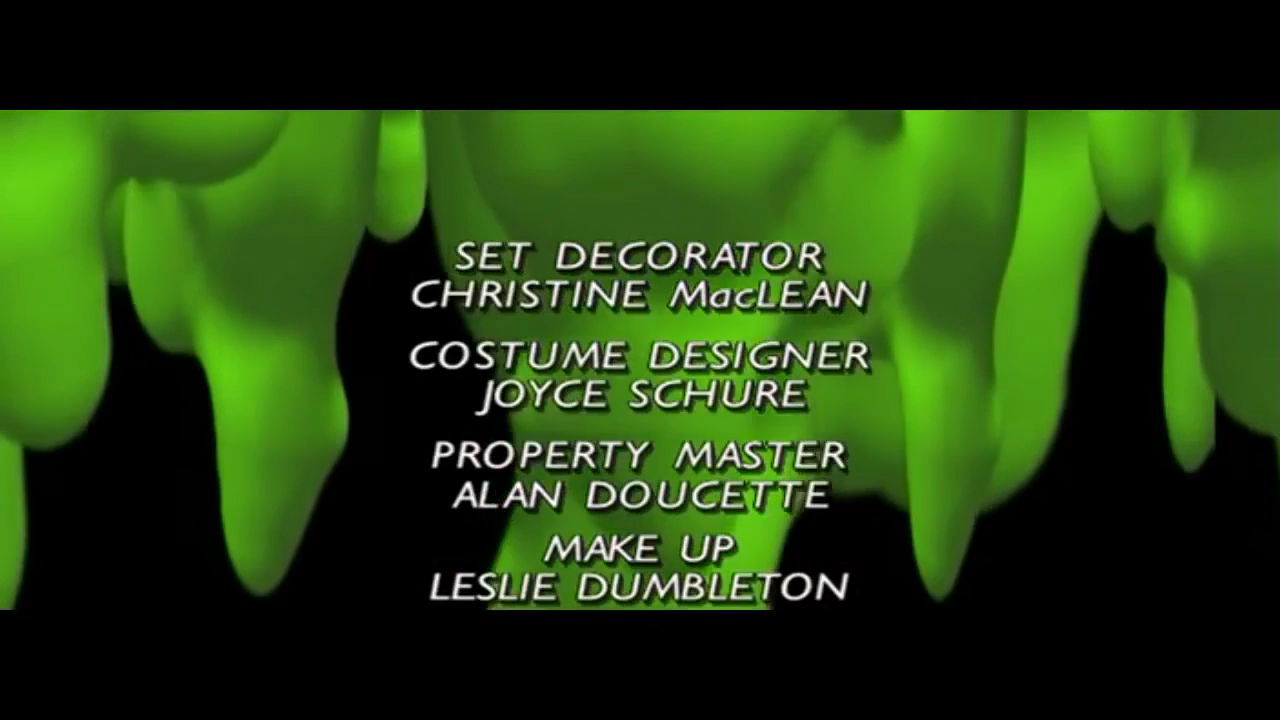 SET DECORATOR
CHRISTINE MacLEAN
COSTUME DESIGNER
JOYCE SCHURE
PROPERTY MASTER
ALAN DOUCETTE
MAKE UP
LESLIE DUMBLETON